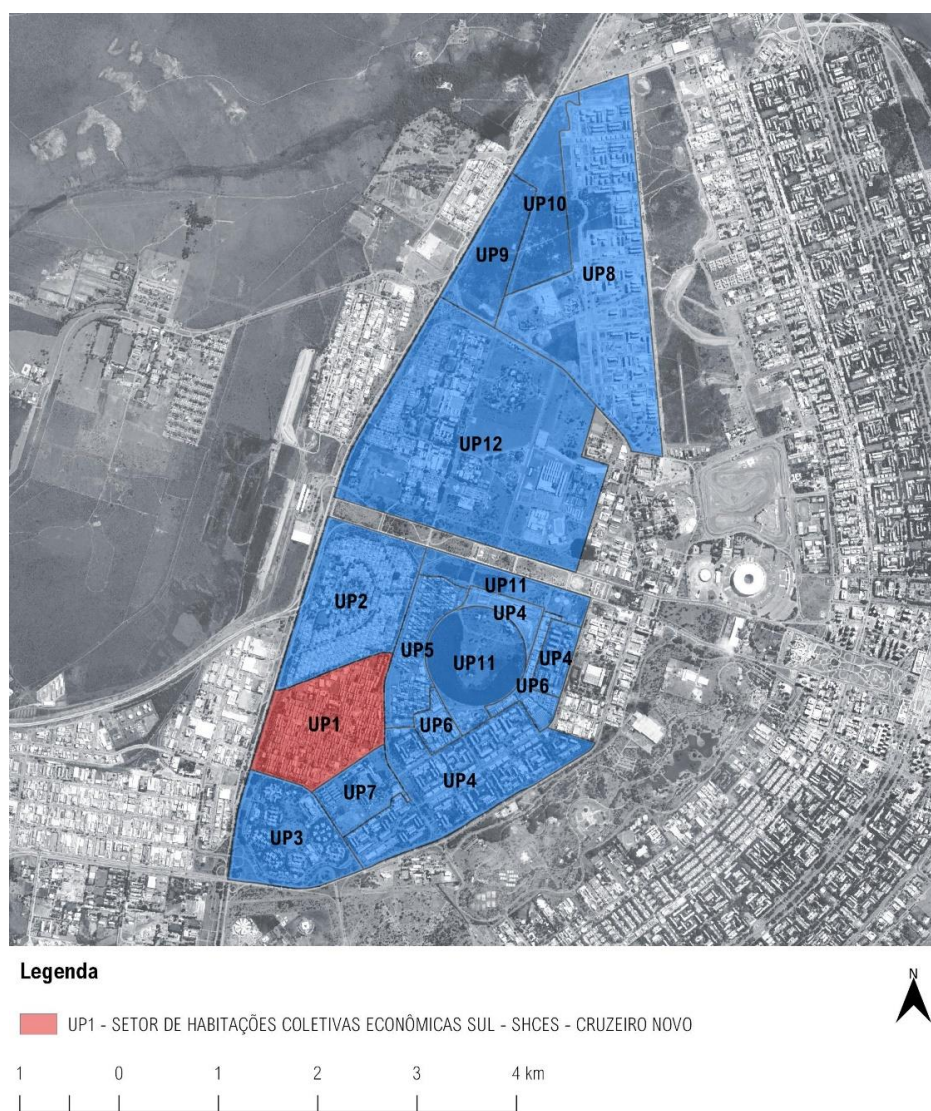 UP10
UP9
UP8
UP12
UP11
UP2
UP4
UP5
UP11
UP4
UP6
UP1
UP6
UP4
UP7
UP3
Legenda
N
UP1 - SETOR DE HABITAÇÕES COLETIVAS ECONÔMICAS SUL - SHCES - CRUZEIRO NOVO
1 0 1 2 3 4 km